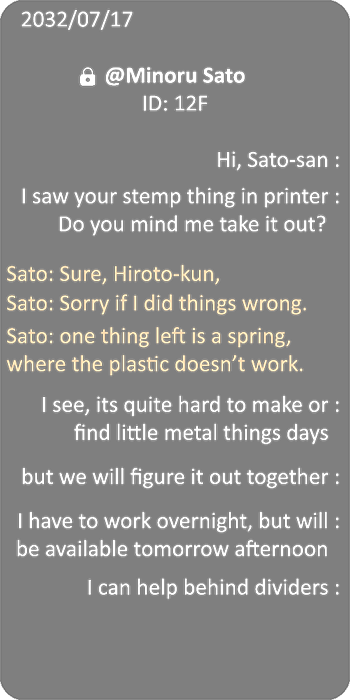 2032/07/17
@Minoru Sato
ID: 12F
Hi, Sato-san :
I saw your stemp thing in printer :
Do you mind me take it out?
Sato: Sure, Hiroto-kun,
Sato: Sorry if I did things wrong.
Sato: one thing left is a spring,
where the plastic doesn't work.
I see, its quite hard to make or :
find little metal things days
but we will figure it out together :
I have to work overnight, but will :
be available tomorrow afternoon
I can help behind dividers :